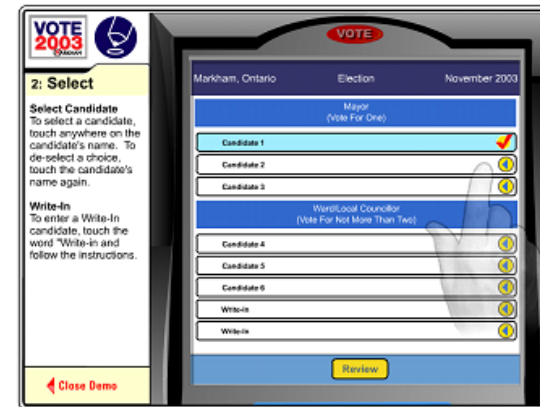 VOTE
2003
2: Select
Select Candidate
To select a candidate,
touch anywhere on the
candidate's name. To
de-select a choice,
touch the candidate's
name again.
Write-In
To enter a Write-In
candidate, touch the
word "Write-in and
follow the instructions.
Close Demo
VOTE
Markham, Ontario Election November 2003
Mayor
(Vote For One)
Candidate 1
Candidate 2
Candidate 3
Ward/Local Councillor
(Vote For Not More Than Two)
Candidate 4
Candidate 5
Candidate 6
Write-in
Write-in
Review